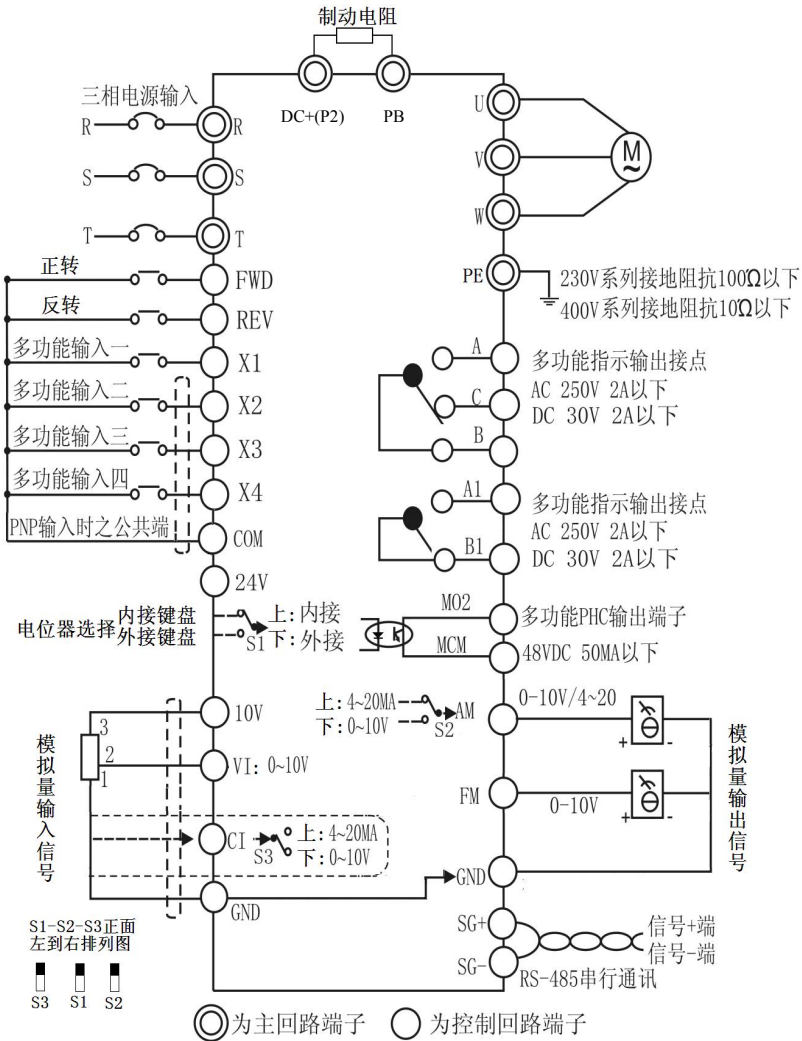 制动电阻
DC+(P2)
PB
三相电源输入
R
R
S
S
T
T
正转
FWD
反转
REV
多功能输入一
X1
多功能输入二
X2
多功能输入三
X3
多功能输入四
X4
PNP输入时之公共端
COM
24V
电位器选择
内接键盘
外接键盘
S1
上:内接
下:外接
10V
3
2
1
VI: 0~10V
模拟量输入信号
CI
S3
上:4~20MA
下:0~10V
GND
U
V
W
M
~
PE
230V系列接地阻抗100Ω以下
400V系列接地阻抗10Ω以下
A
C
B
多功能指示输出接点
AC 250V 2A以下
DC 30V 2A以下
A1
B1
多功能指示输出接点
AC 250V 2A以下
DC 30V 2A以下
MO2
MCM
多功能PHC输出端子
48VDC 50MA以下
上:4~20MA
下:0~10V
S2
AM
0-10V/4~20
+
-
FM
0-10V
+
-
模拟量输出信号
GND
SG+
SG-
信号+端
信号-端
RS-485串行通讯
S1-S2-S3正面
左到右排列图
S3
S1
S2
为主回路端子
为控制回路端子